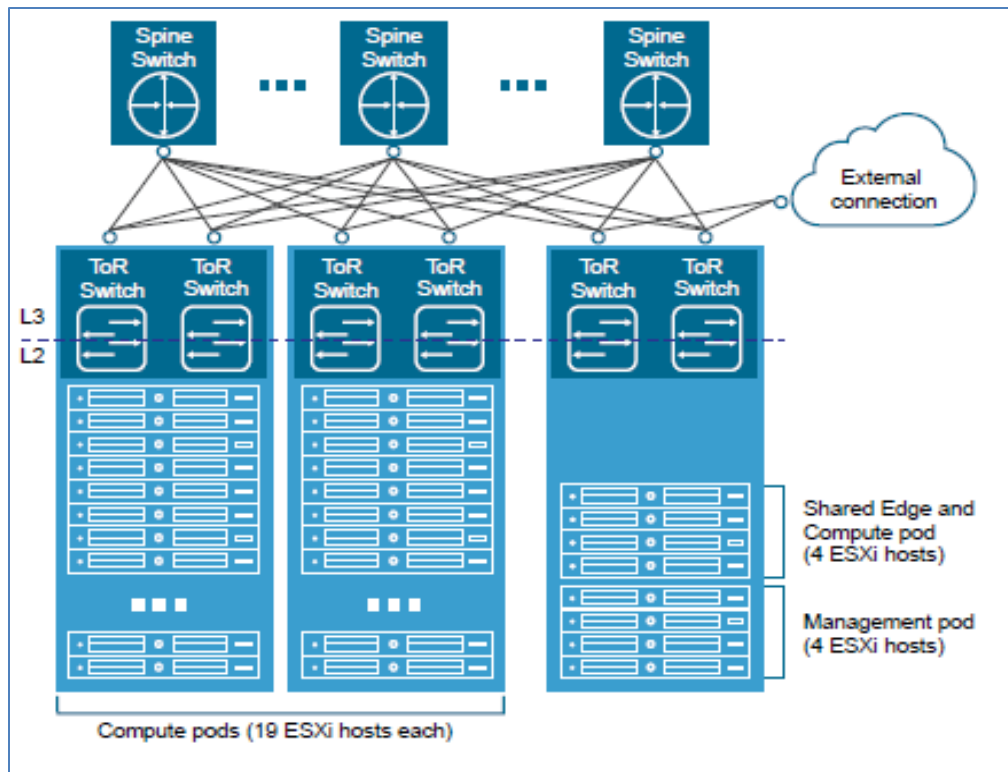 Spine
Switch
Spine
Switch
Spine
Switch
External
connection
ToR
Switch
ToR
Switch
ToR
Switch
ToR
Switch
ToR
Switch
ToR
Switch
L3
L2
Shared Edge and
Compute pod
(4 ESXi hosts)
Management pod
(4 ESXi hosts)
Compute pods (19 ESXi hosts each)